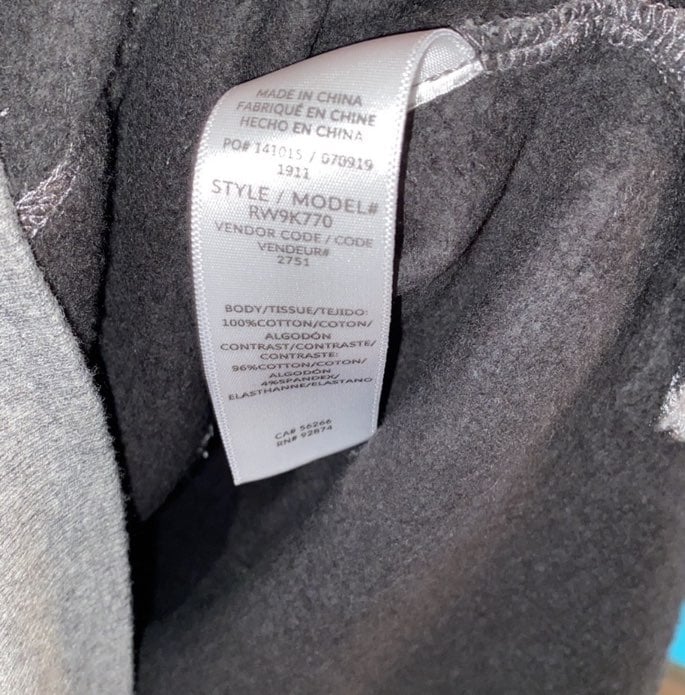 MADE IN CHINA
FABRIQUÉ EN CHINE
HECHO EN CHINA
PO# 141015 / 070919
1911
STYLE / MODEL#
RW9K770
VENDOR CODE / CODE
VENDEUR#
2751
BODY/TISSUE/TEJIDO:
100%COTTON/COTON/
ALGODÓN
CONTRAST/CONTRASTE/
CONTRASTE:
96%COTTON/COTON/
ALGODÓN
4%SPANDEX/
ELASTHANNE/ELASTANO
CA# 56266
RN# 92874